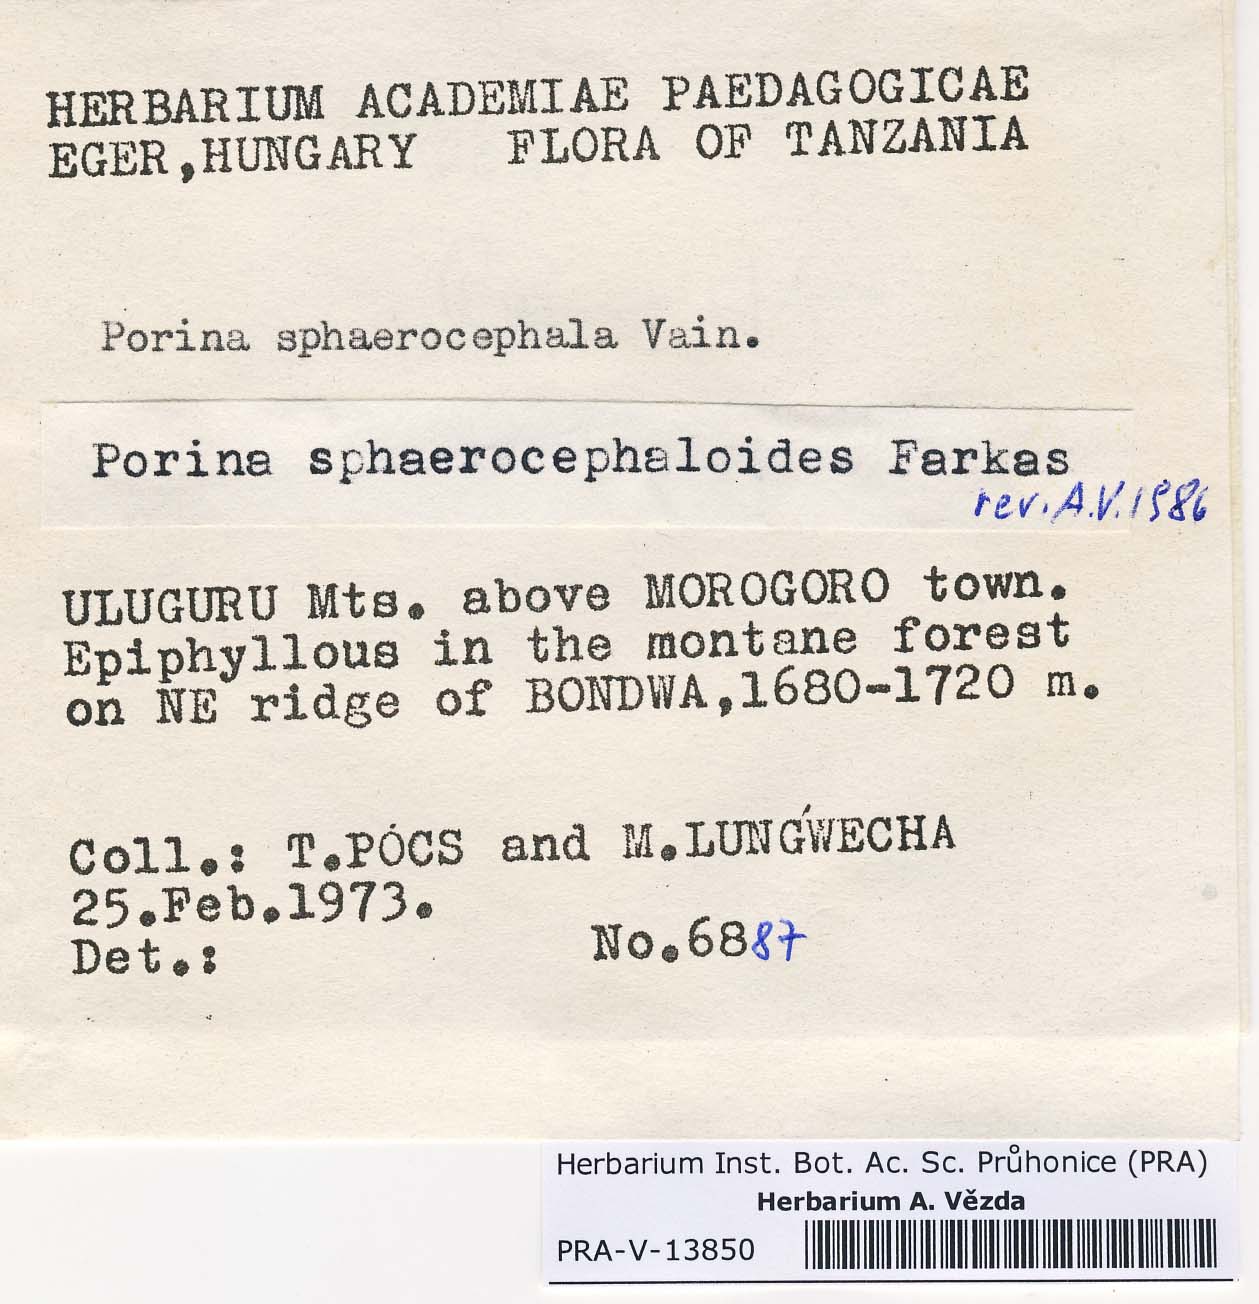 HERBARIUM ACADEMIAE PAEDAGOGICAE
EGER,HUNGARY FLORA OF TANZANIA
Porina sphaerocephala Vain.
Porina sphaerocephaloides Farkas
rev. A.V. 1986
ULUGURU Mts. above MOROGORO town.
Epiphyllous in the montane forest
on NE ridge of BONDWA,1680-1720 m.
Coll.: T.PÓCS and M.LUNGẂECHA
25.Feb.1973.
Det.: No.6887
Herbarium Inst. Bot. Ac. Sc. Průhonice (PRA)
Herbarium A. Vězda
PRA-V-13850